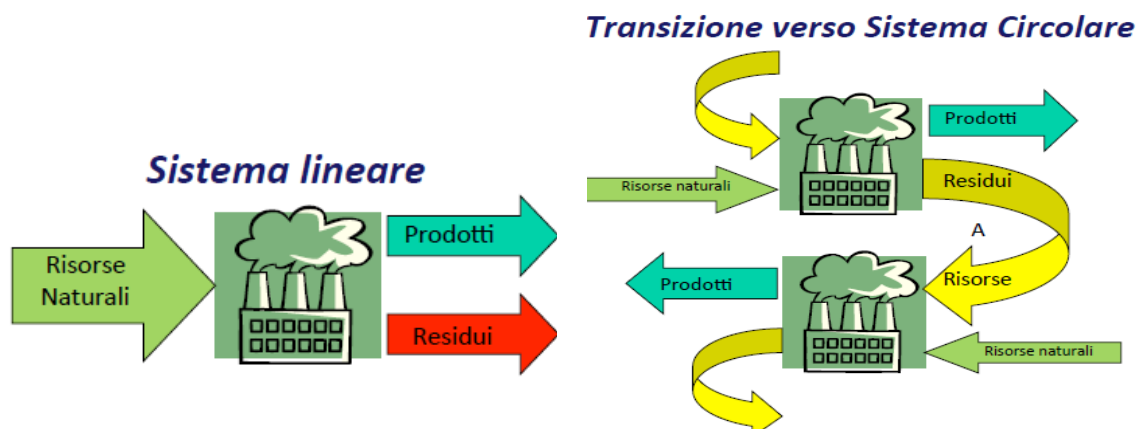 Sistema lineare
Risorse
Naturali
Prodotti
Residui
Transizione verso Sistema Circolare
Prodotti
Risorse naturali
Residui
A
Risorse
Prodotti
Risorse naturali